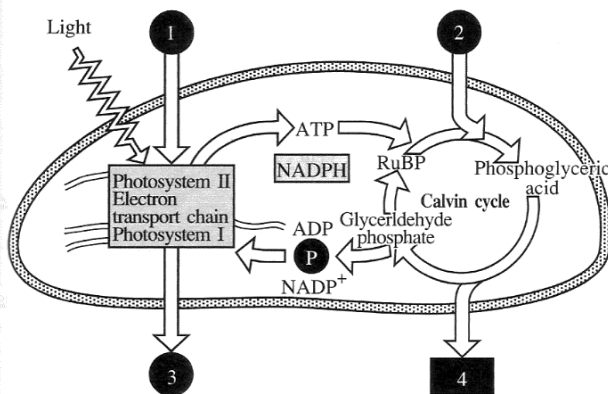 Light
1
2
ATP
NADPH
RuBP
Phosphoglyceric
acid
Photosystem II
Electron
transport chain
Photosystem I
Calvin cycle
ADP
P
NADP+
Glycerldehyde
phosphate
3
4